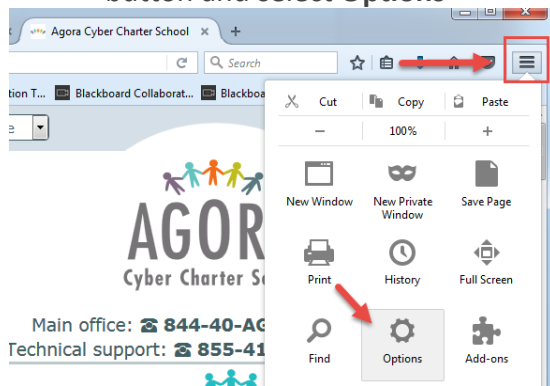 button and select Options
Agora Cyber Charter School × +
Search
tion T... Blackboard Collaborat... Blackboa
e
Cut Copy Paste
− 100% +
New Window New Private Window Save Page
Print History Full Screen
Find Options Add-ons
AGOR
Cyber Charter Sc
Main office: ☎ 844-40-AG
Technical support: ☎ 855-41